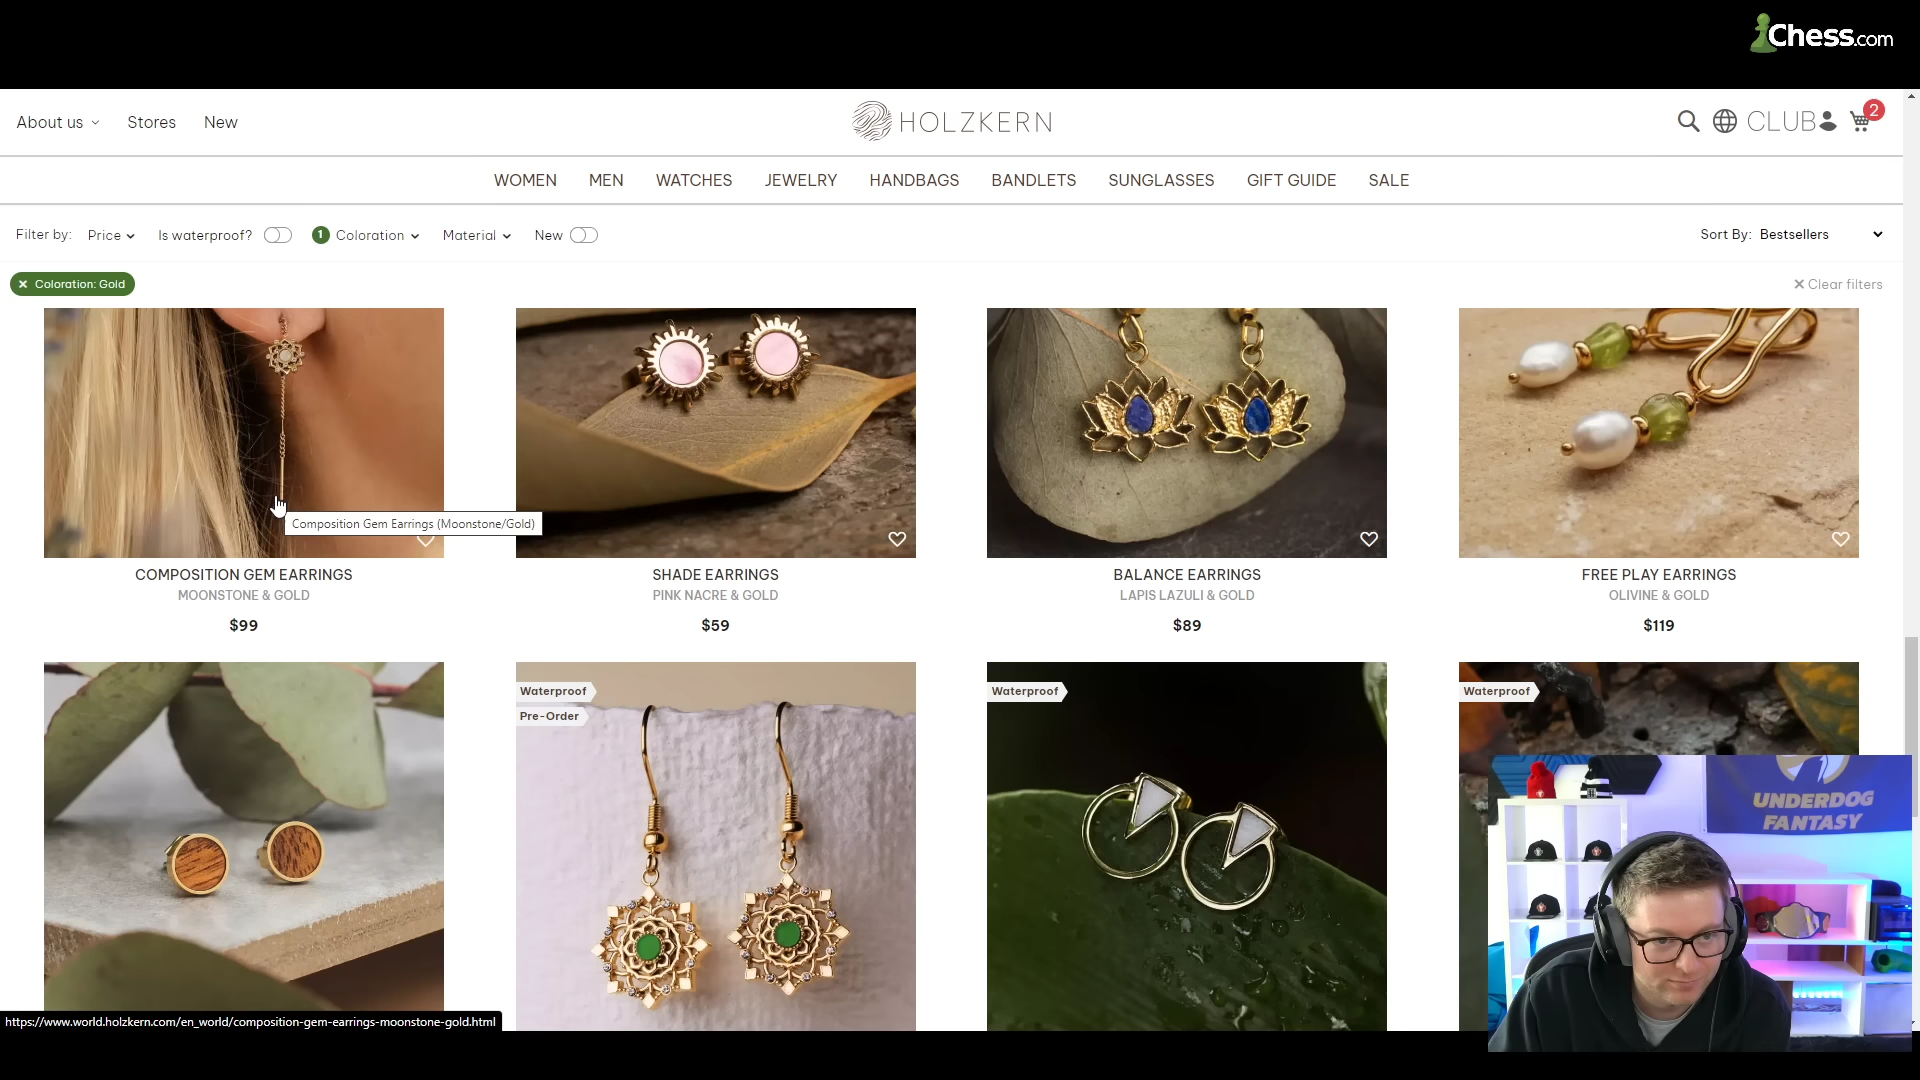 Chess.com
About us
Stores
New
HOLZKERN
CLUB
2
WOMEN
MEN
WATCHES
JEWELRY
HANDBAGS
BANDLETS
SUNGLASSES
GIFT GUIDE
SALE
Filter by:
Price
Is waterproof?
1
Coloration
Material
New
Sort By:
Bestsellers
× Coloration: Gold
× Clear filters
Composition Gem Earrings (Moonstone/Gold)
COMPOSITION GEM EARRINGS
MOONSTONE & GOLD
$99
SHADE EARRINGS
PINK NACRE & GOLD
$59
BALANCE EARRINGS
LAPIS LAZULI & GOLD
$89
FREE PLAY EARRINGS
OLIVINE & GOLD
$119
Waterproof
Pre-Order
Waterproof
Waterproof
UNDERDOG
FANTASY
https://www.world.holzkern.com/en_world/composition-gem-earrings-moonstone-gold.html